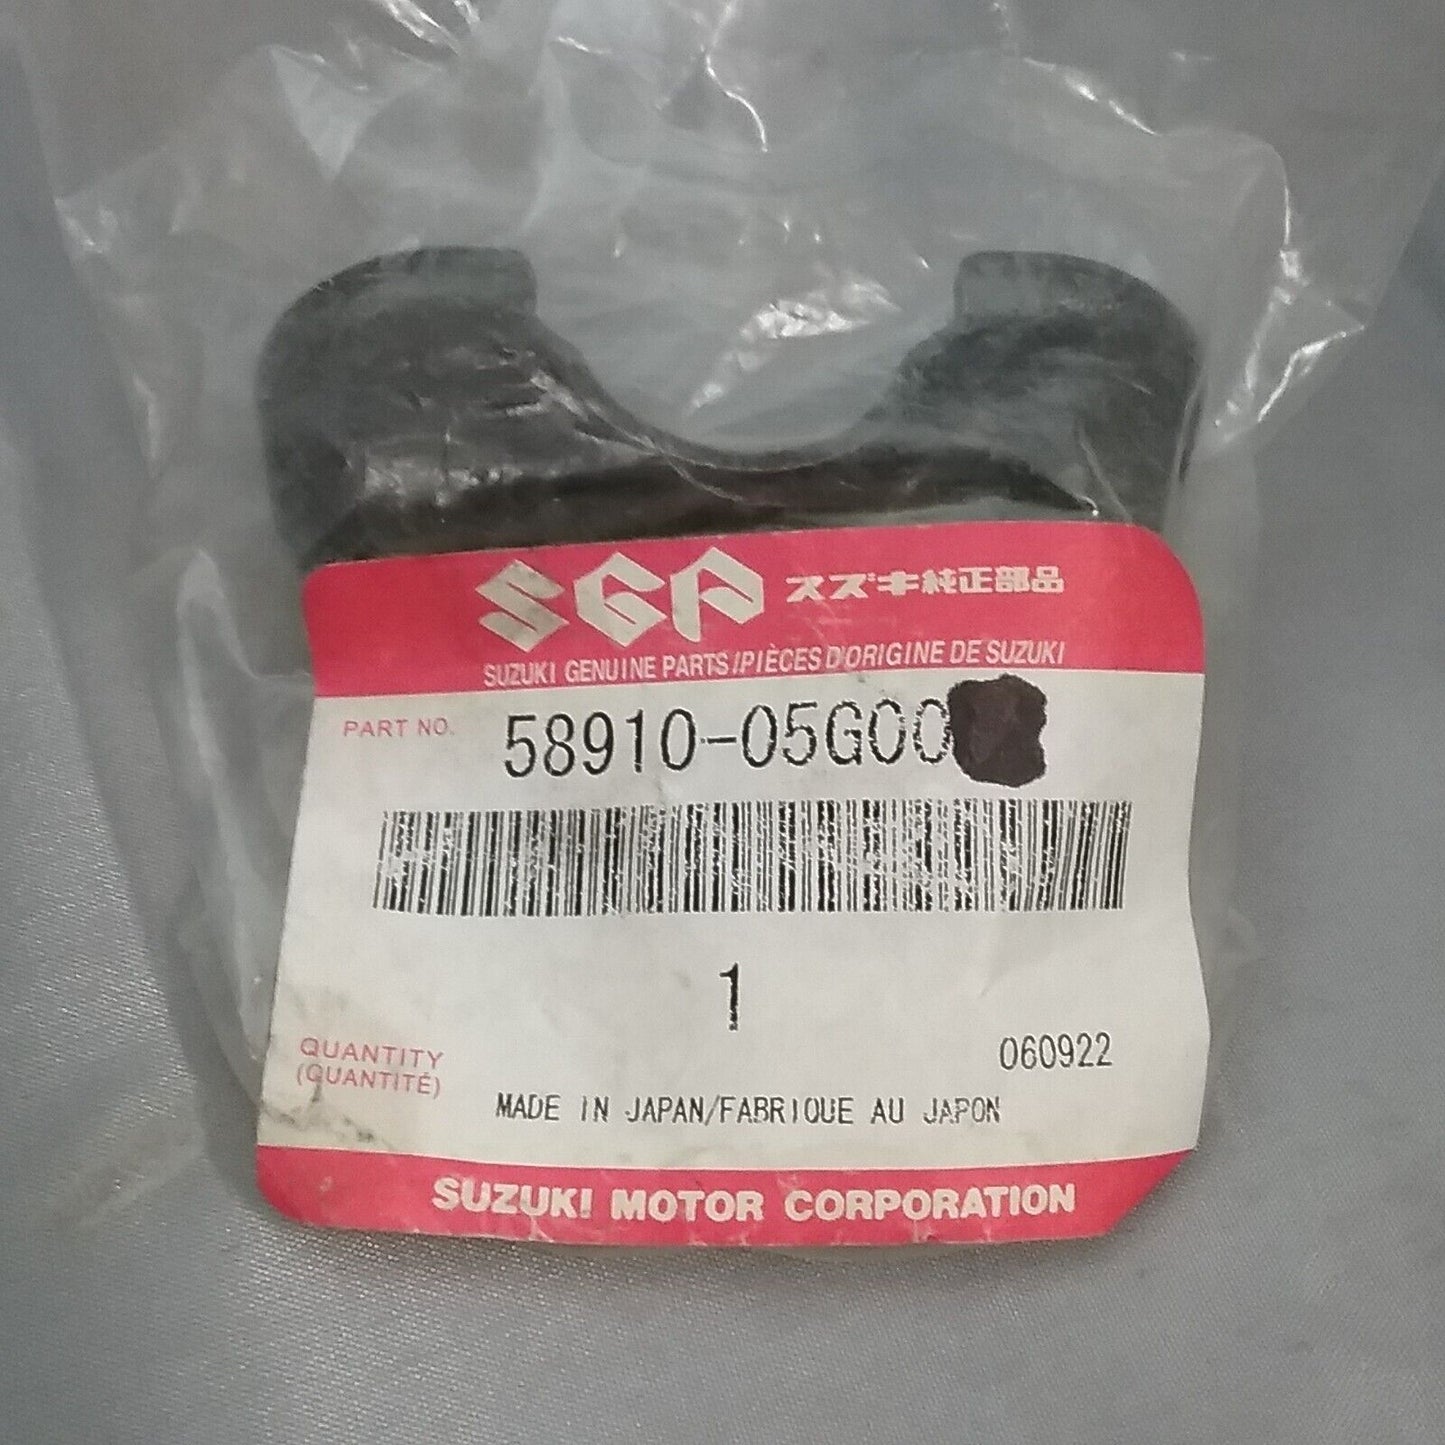 SGP スズキ純正部品
SUZUKI GENUINE PARTS/PIÈCES D'ORIGINE DE SUZUKI
PART NO. 58910-05G00
1
QUANTITY 060922
(QUANTITÉ)
MADE IN JAPAN/FABRIQUE AU JAPON
SUZUKI MOTOR CORPORATION